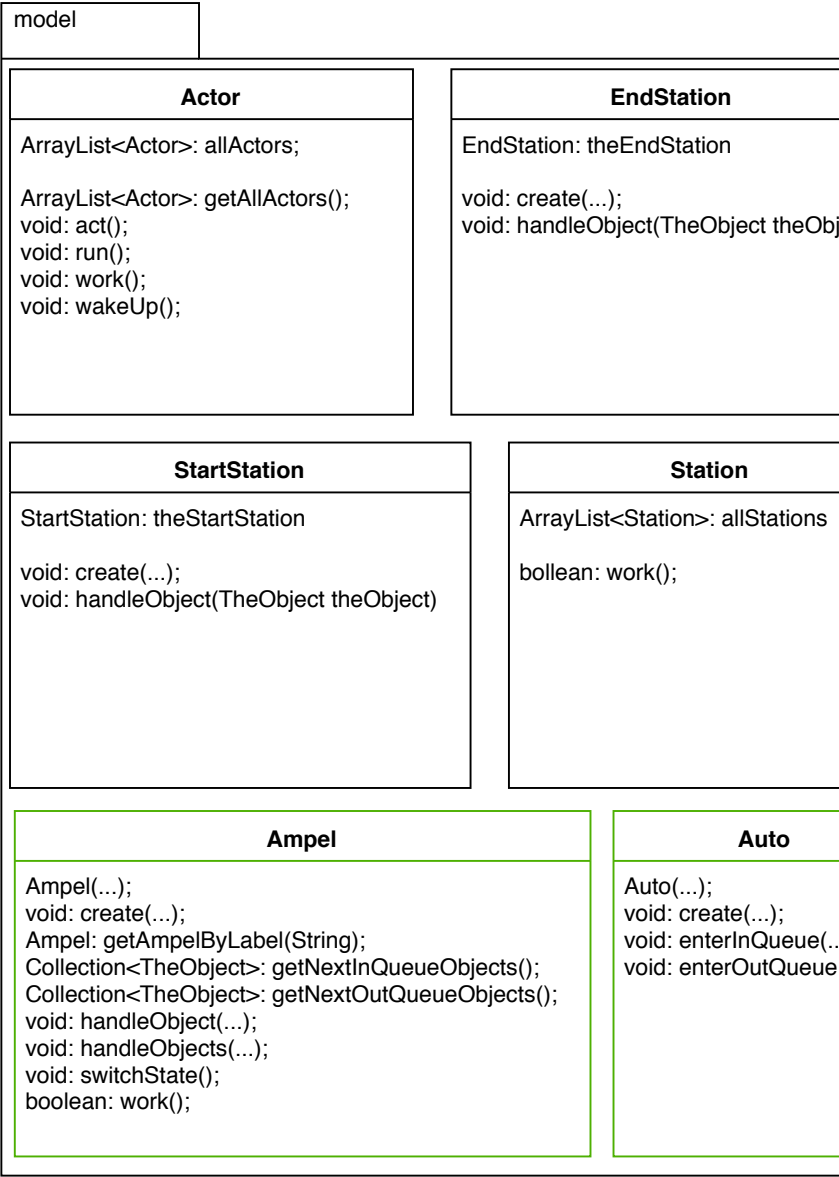 model
Actor
ArrayList<Actor>: allActors;
ArrayList<Actor>: getAllActors();
void: act();
void: run();
void: work();
void: wakeUp();
EndStation
EndStation: theEndStation
void: create(...);
void: handleObject(TheObject
StartStation
StartStation: theStartStation
void: create(...);
void: handleObject(TheObject theObject)
Station
ArrayList<Station>: allStations
bollean: work();
Ampel
Ampel(...);
void: create(...);
Ampel: getAmpelByLabel(String);
Collection<TheObject>: getNextInQueueObjects();
Collection<TheObject>: getNextOutQueueObjects();
void: handleObject(...);
void: handleObjects(...);
void: switchState();
boolean: work();
Auto
Auto(...);
void: create(...);
void: enterInQueue(..
void: enterOutQueue